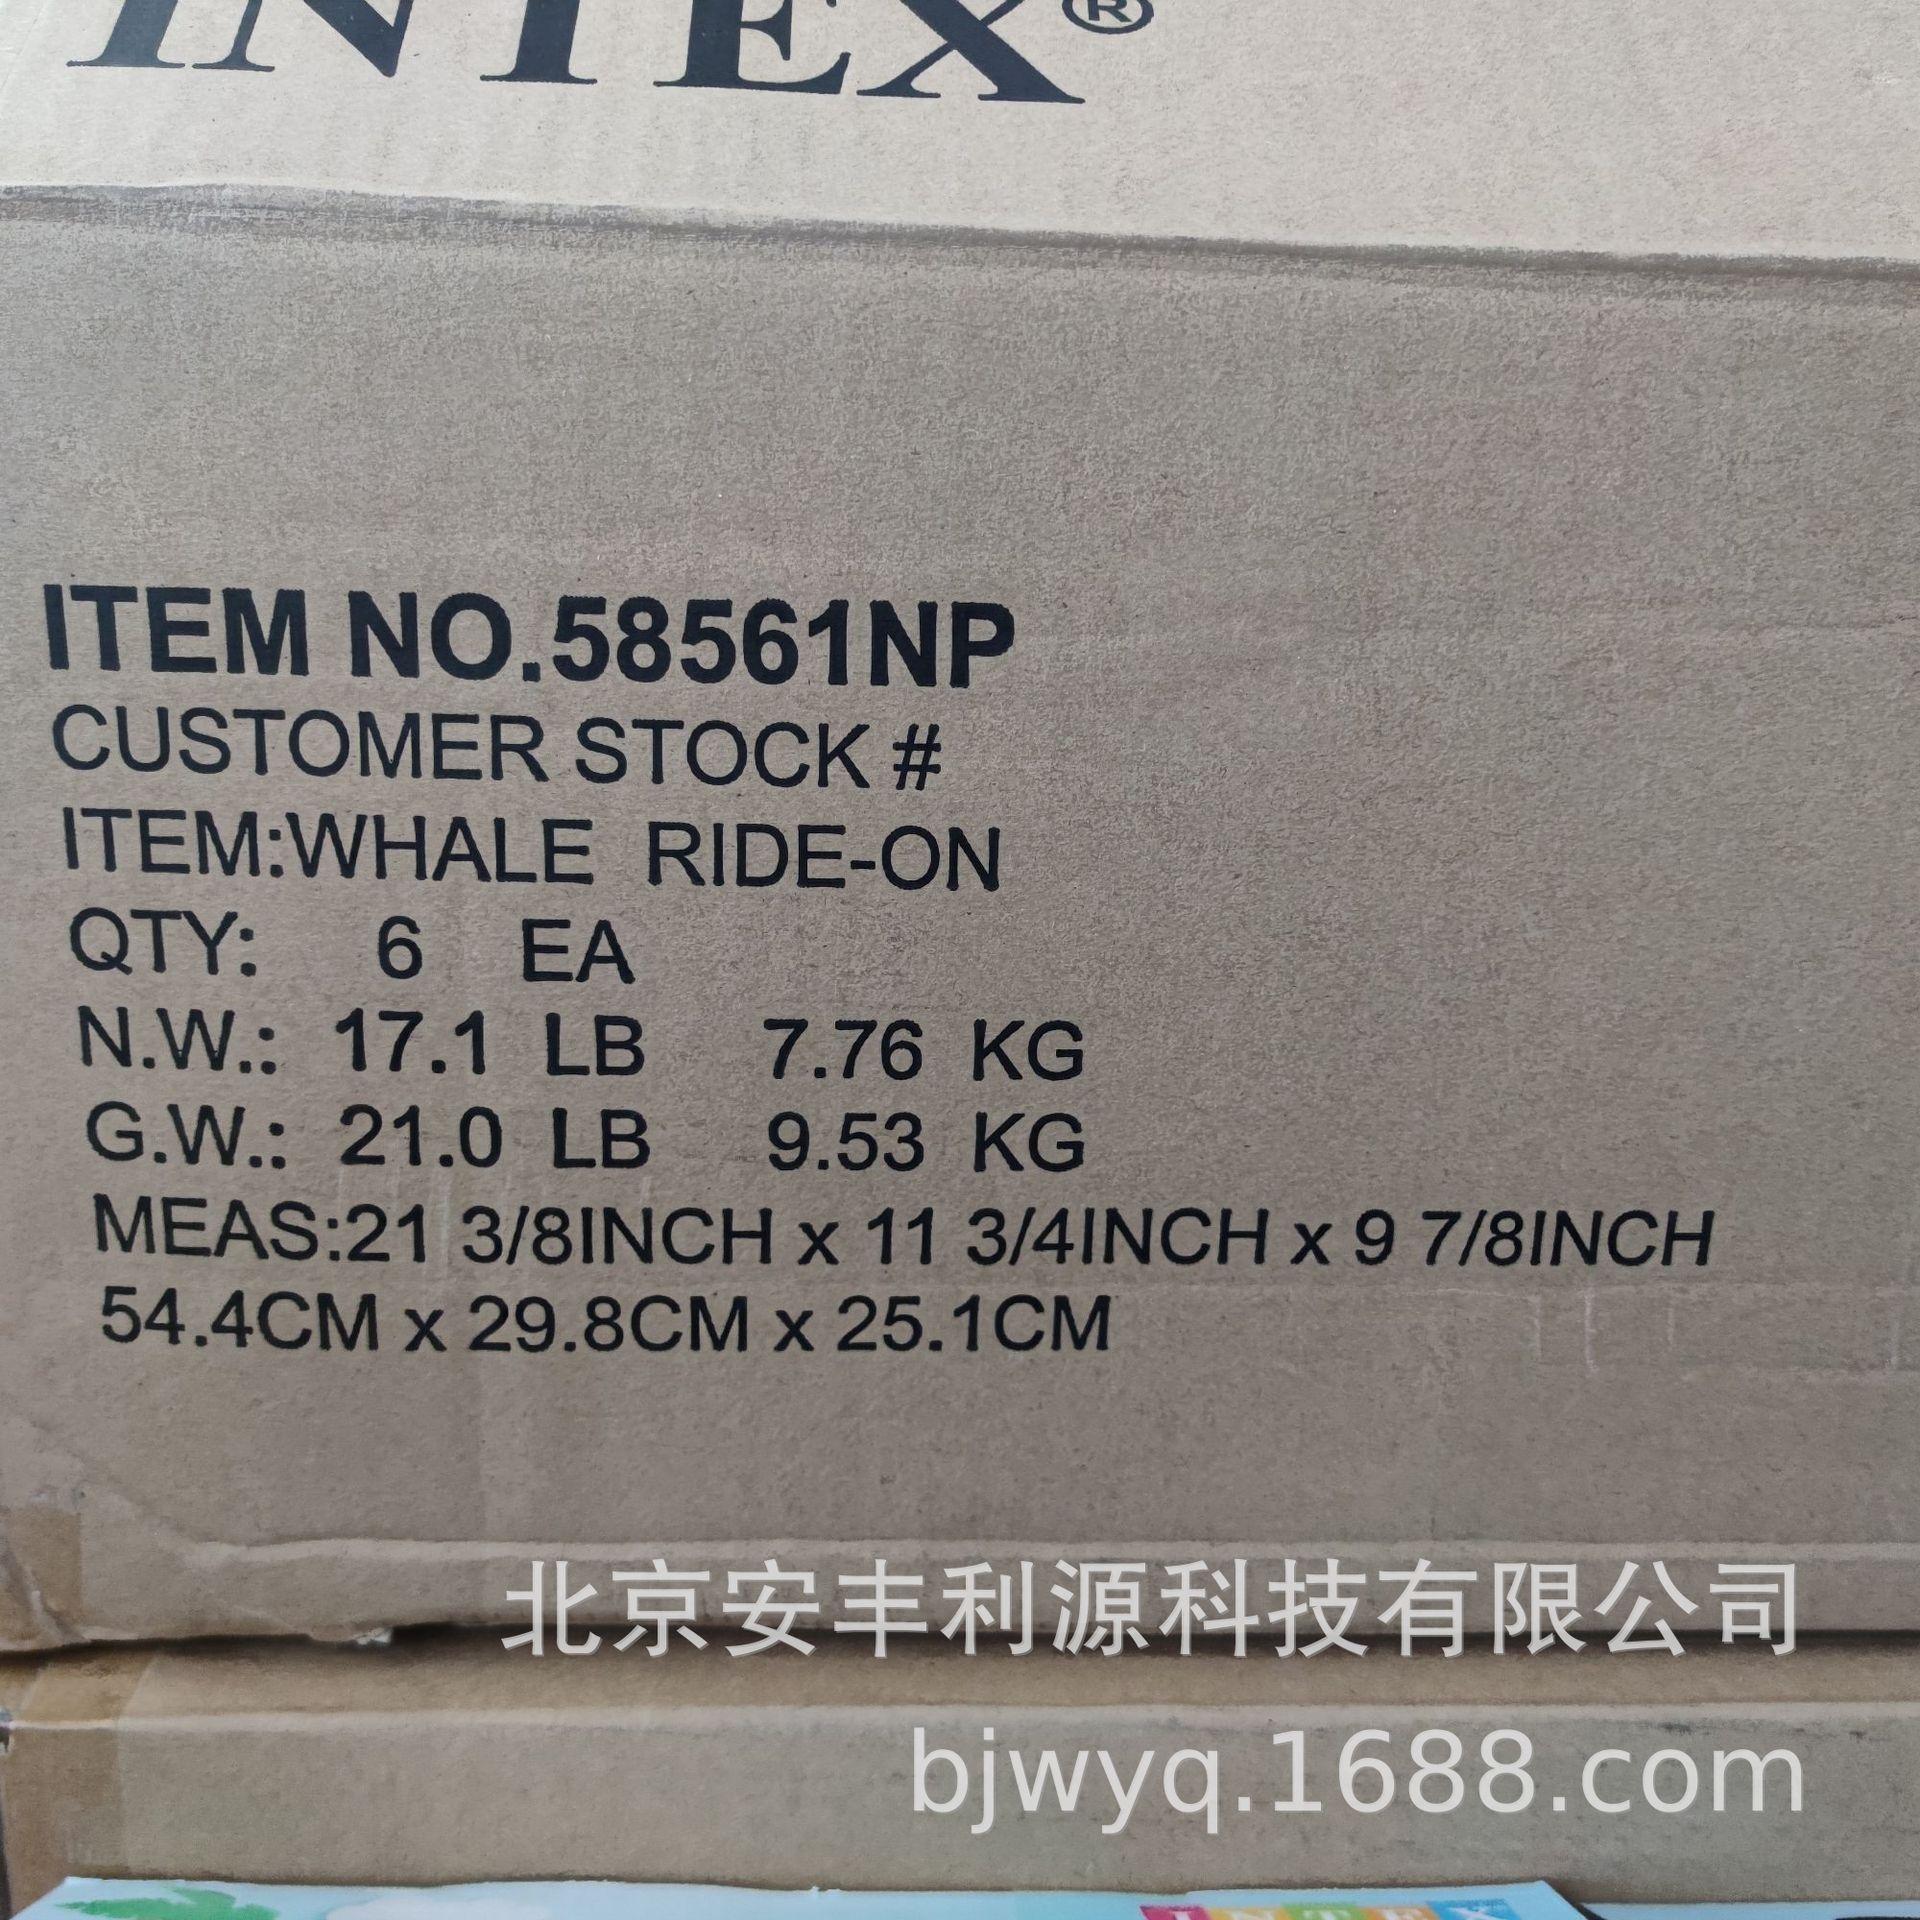 INTEX®
ITEM NO.58561NP
CUSTOMER STOCK #
ITEM:WHALE RIDE-ON
QTY: 6 EA
N.W.: 17.1 LB 7.76 KG
G.W.: 21.0 LB 9.53 KG
MEAS:21 3/8INCH x 11 3/4INCH x 9 7/8INCH
54.4CM x 29.8CM x 25.1CM
北京安丰利源科技有限公司
bjwyq.1688.com
INTEX